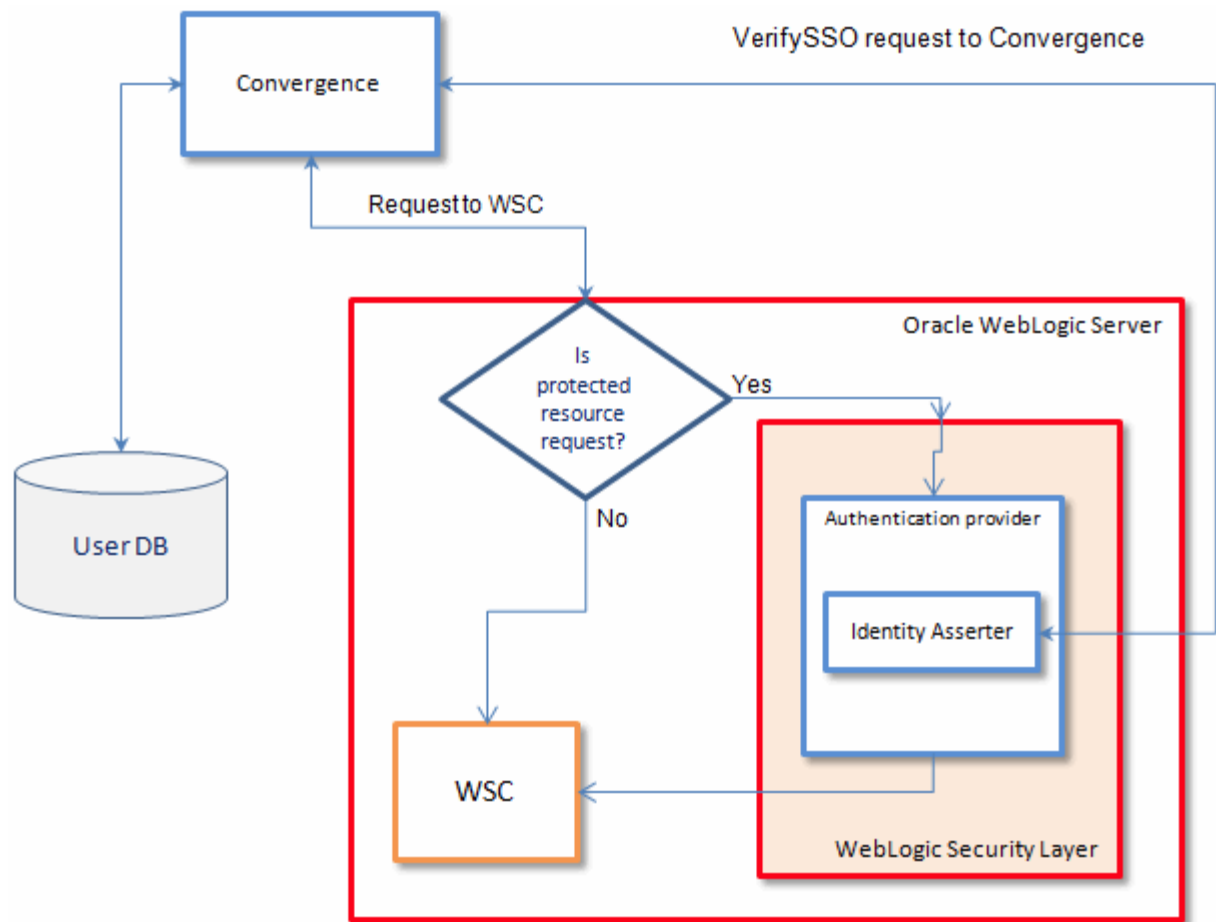 VerifySSO request to Convergence
Convergence
Request to WSC
Oracle WebLogic Server
Is
protected
resource
request?
Yes
No
User DB
Authentication provider
Identity Asserter
WSC
WebLogic Security Layer